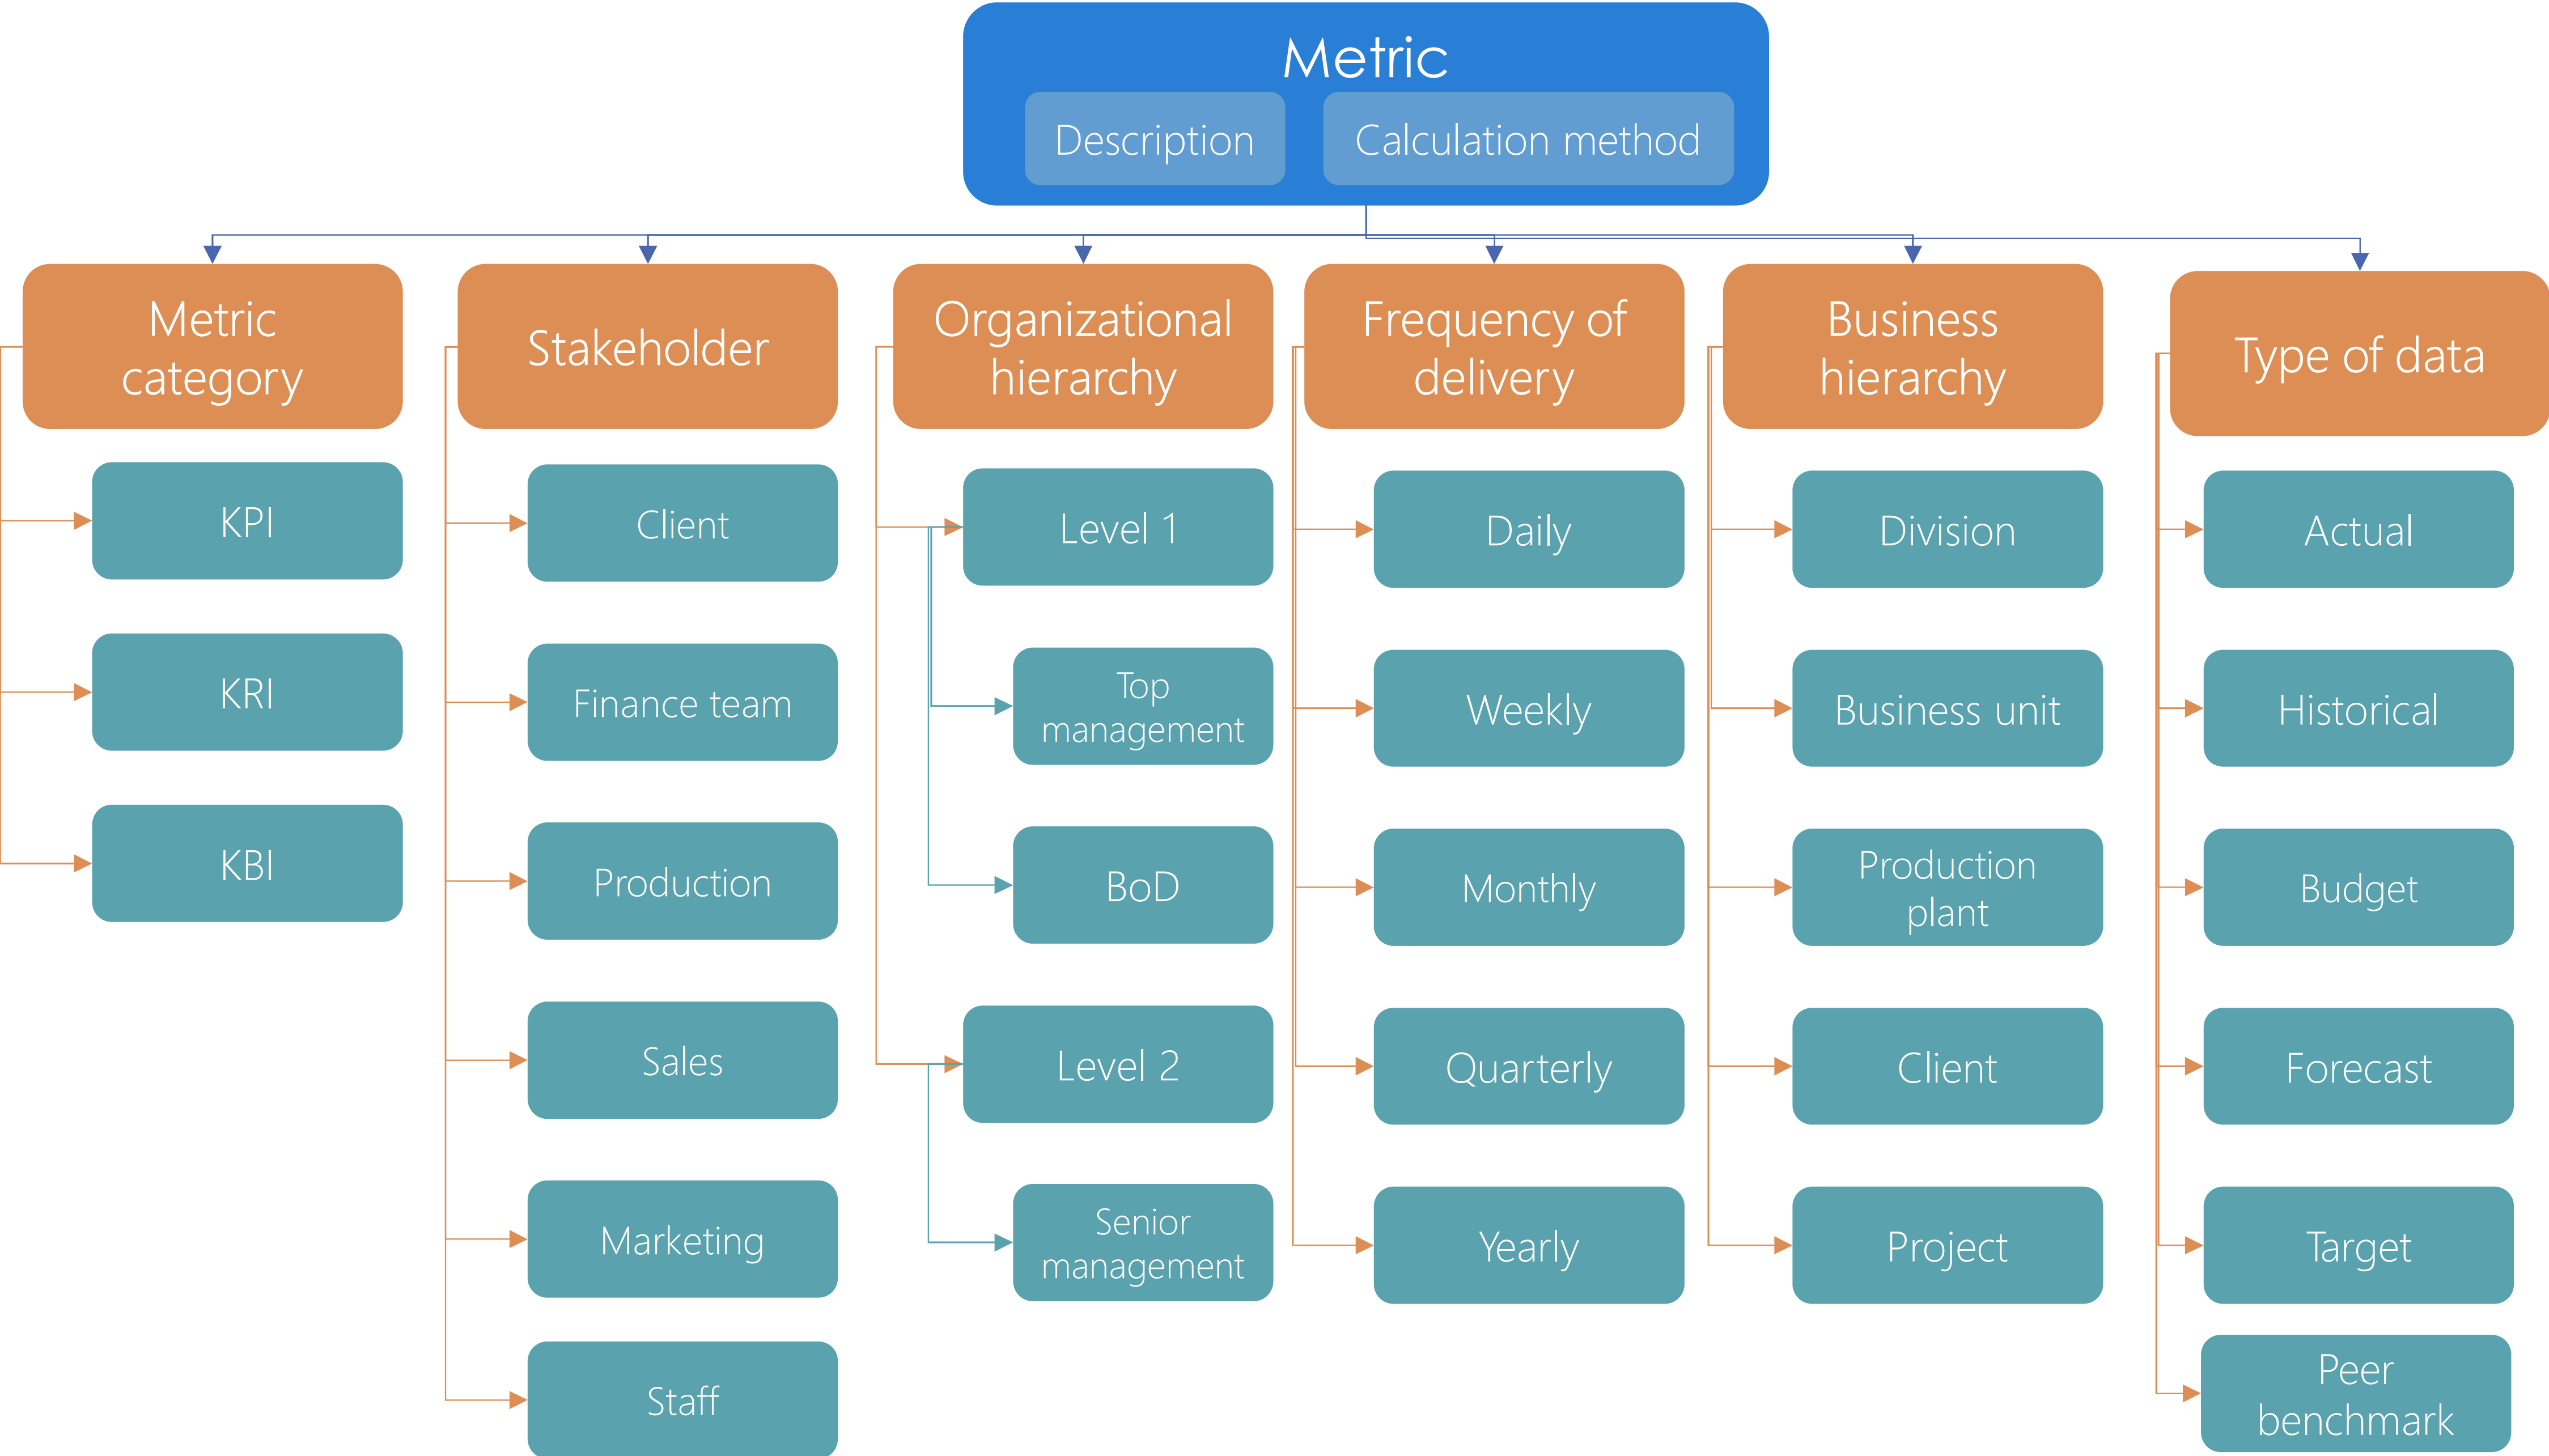 Metric
Description
Calculation method
Metric
category
KPI
KRI
KBI
Stakeholder
Client
Finance team
Production
Sales
Marketing
Staff
Organizational
hierarchy
Level 1
Top
management
BoD
Level 2
Senior
management
Frequency of
delivery
Daily
Weekly
Monthly
Quarterly
Yearly
Business
hierarchy
Division
Business unit
Production
plant
Client
Project
Type of data
Actual
Historical
Budget
Forecast
Target
Peer
benchmark